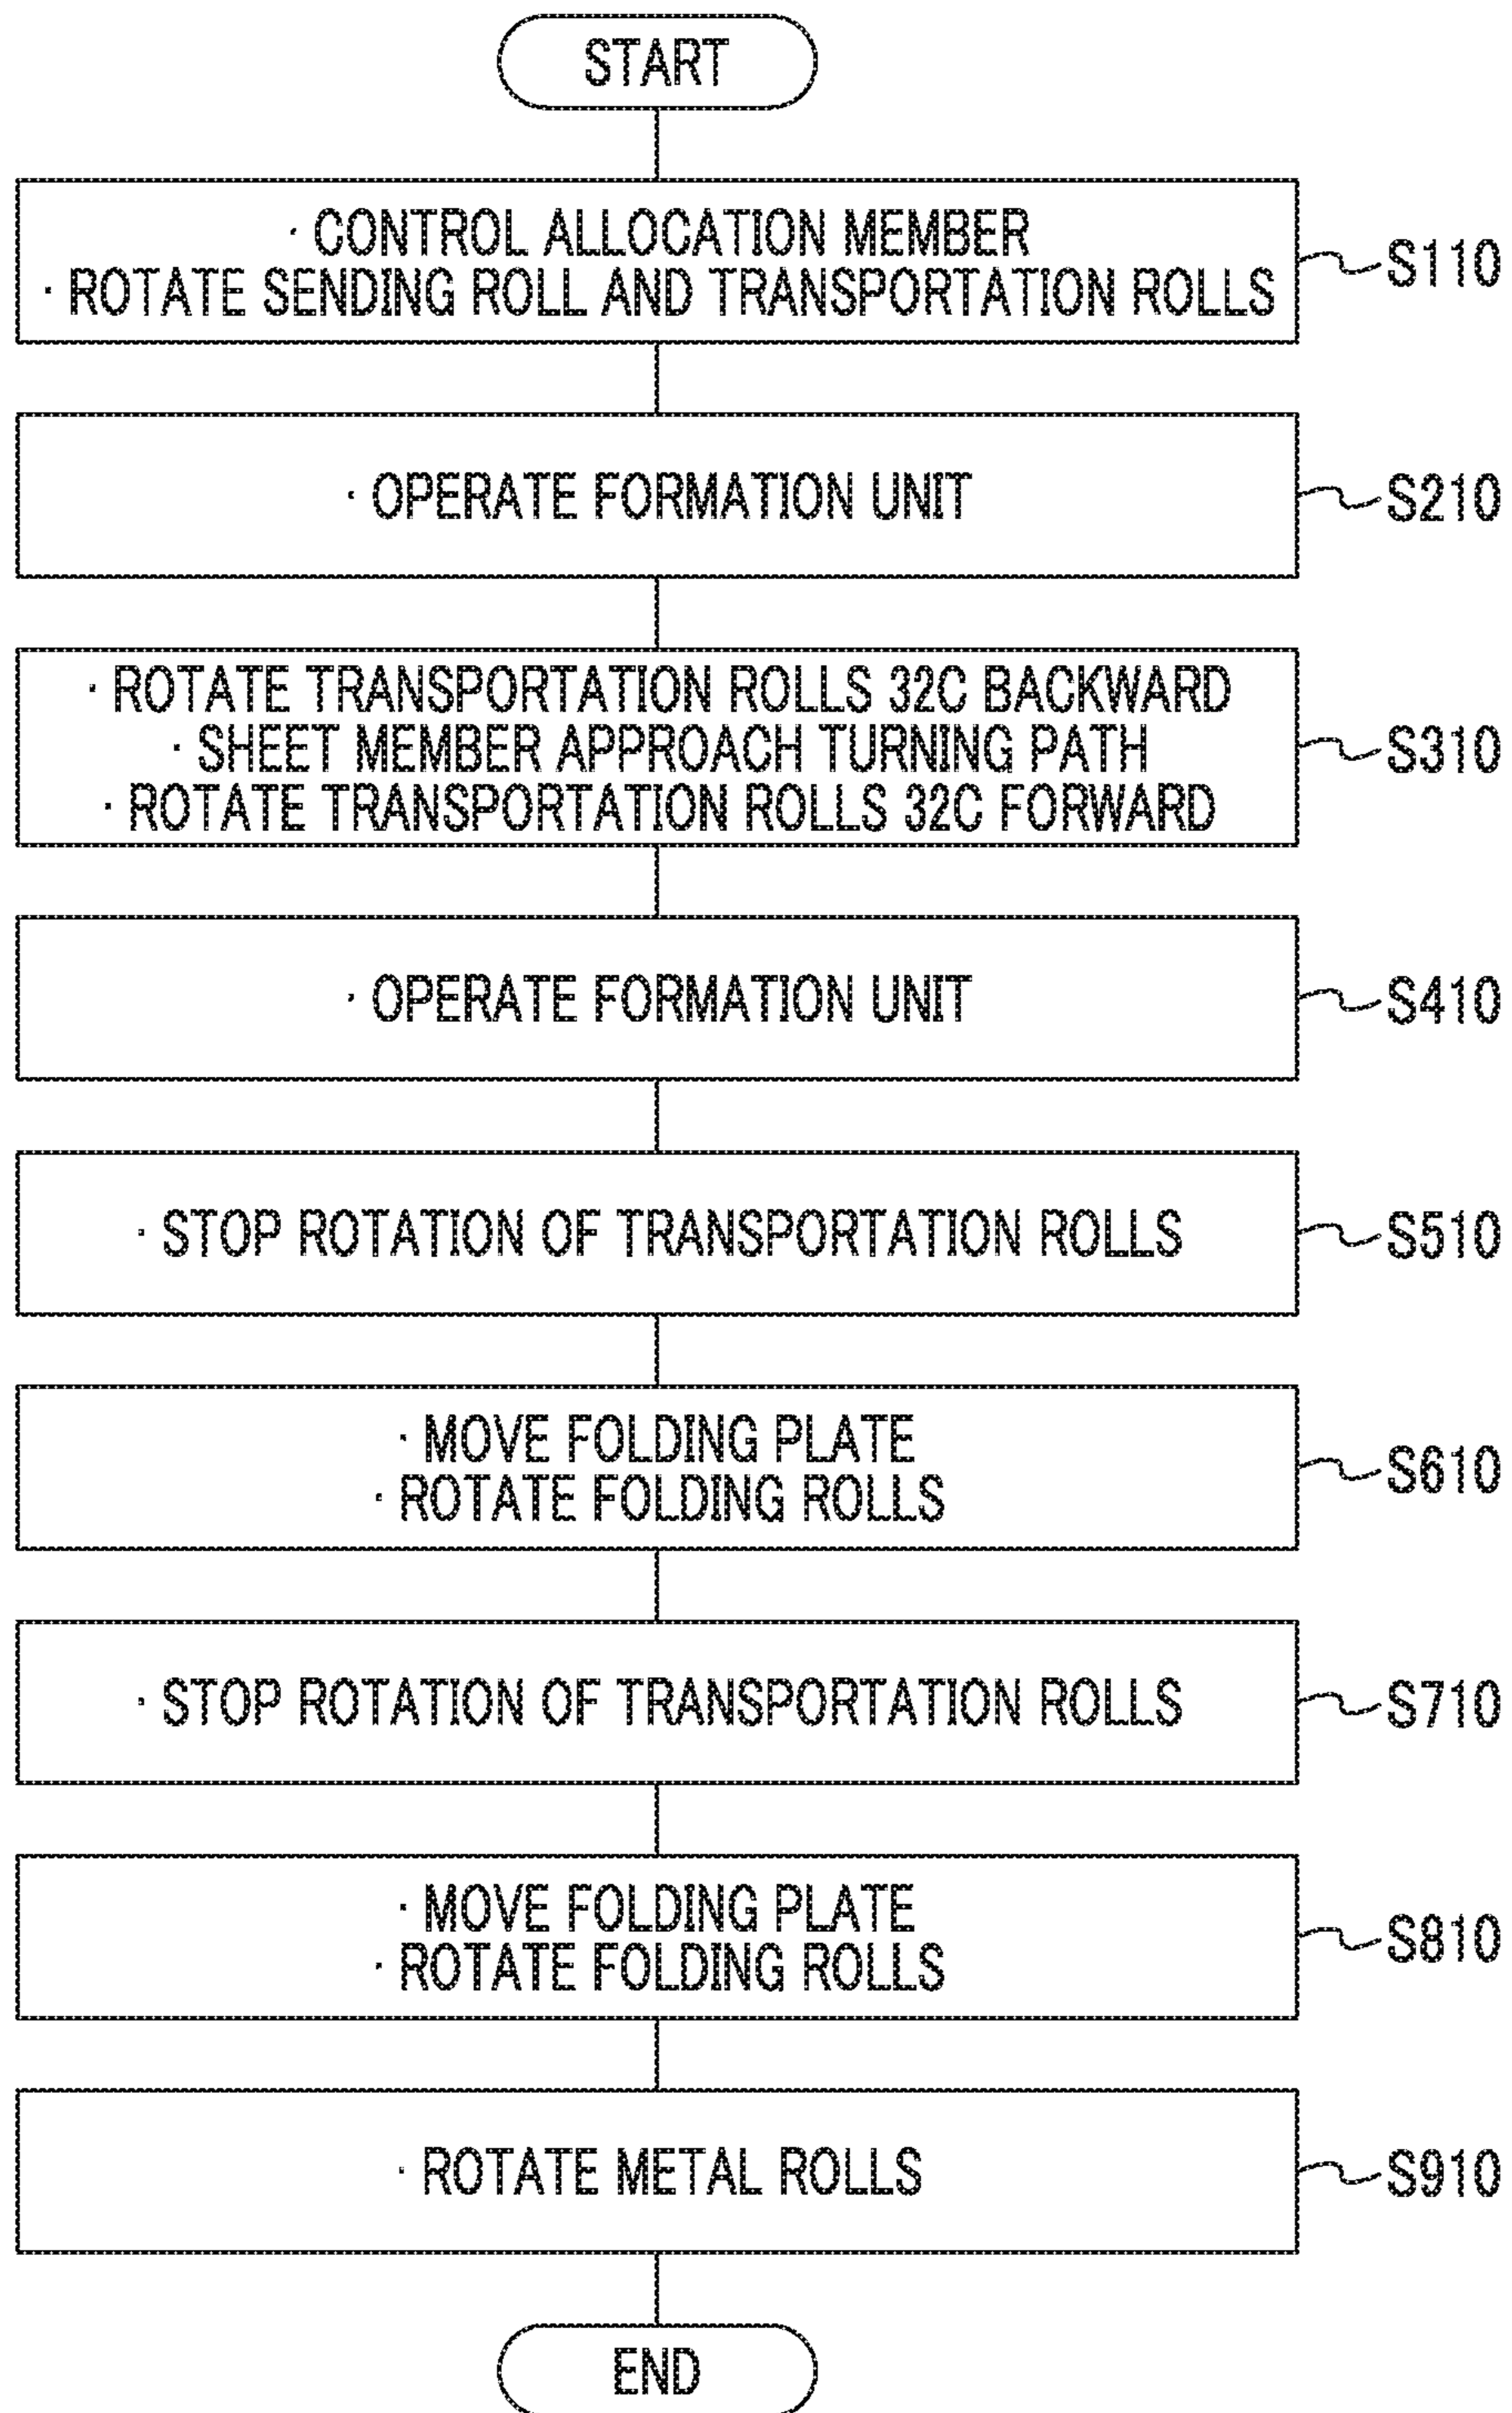 START
· CONTROL ALLOCATION MEMBER
· ROTATE SENDING ROLL AND TRANSPORTATION ROLLS
S110
· OPERATE FORMATION UNIT
S210
· ROTATE TRANSPORTATION ROLLS 32C BACKWARD
· SHEET MEMBER APPROACH TURNING PATH
· ROTATE TRANSPORTATION ROLLS 32C FORWARD
S310
· OPERATE FORMATION UNIT
S410
· STOP ROTATION OF TRANSPORTATION ROLLS
S510
· MOVE FOLDING PLATE
· ROTATE FOLDING ROLLS
S610
· STOP ROTATION OF TRANSPORTATION ROLLS
S710
· MOVE FOLDING PLATE
· ROTATE FOLDING ROLLS
S810
· ROTATE METAL ROLLS
S910
END